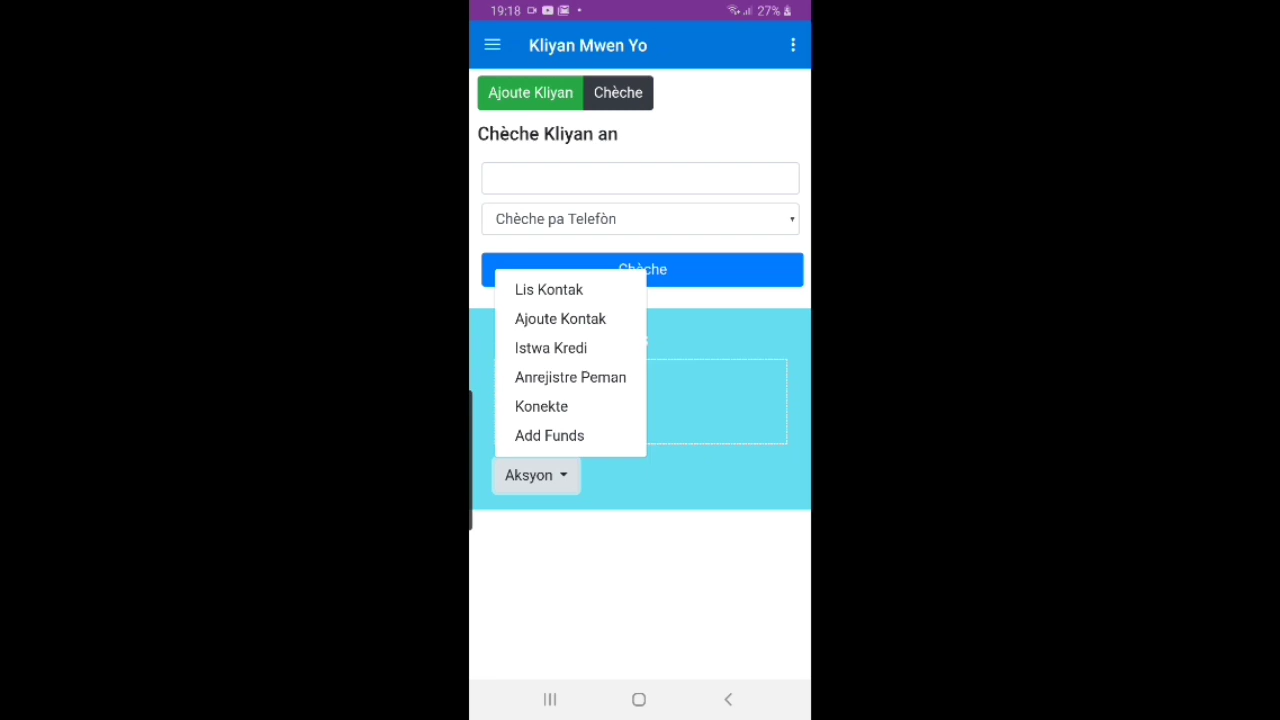 19:18
27%
Kliyan Mwen Yo
Ajoute Kliyan
Chèche
Chèche Kliyan an
Chèche pa Telefòn
Chèche
Lis Kontak
Ajoute Kontak
Istwa Kredi
Anrejistre Peman
Konekte
Add Funds
Aksyon